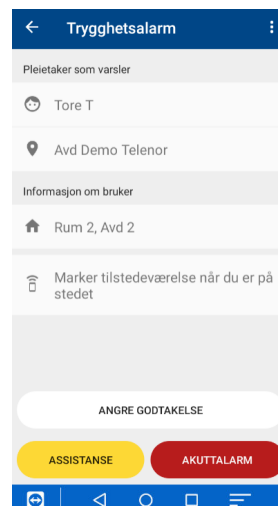 Trygghetsalarm
Pleietaker som varsler
Tore T
Avd Demo Telenor
Informasjon om bruker
Rum 2, Avd 2
Marker tilstedeværelse når du er på
stedet
ANGRE GODTAKELSE
ASSISTANSE
AKUTTALARM